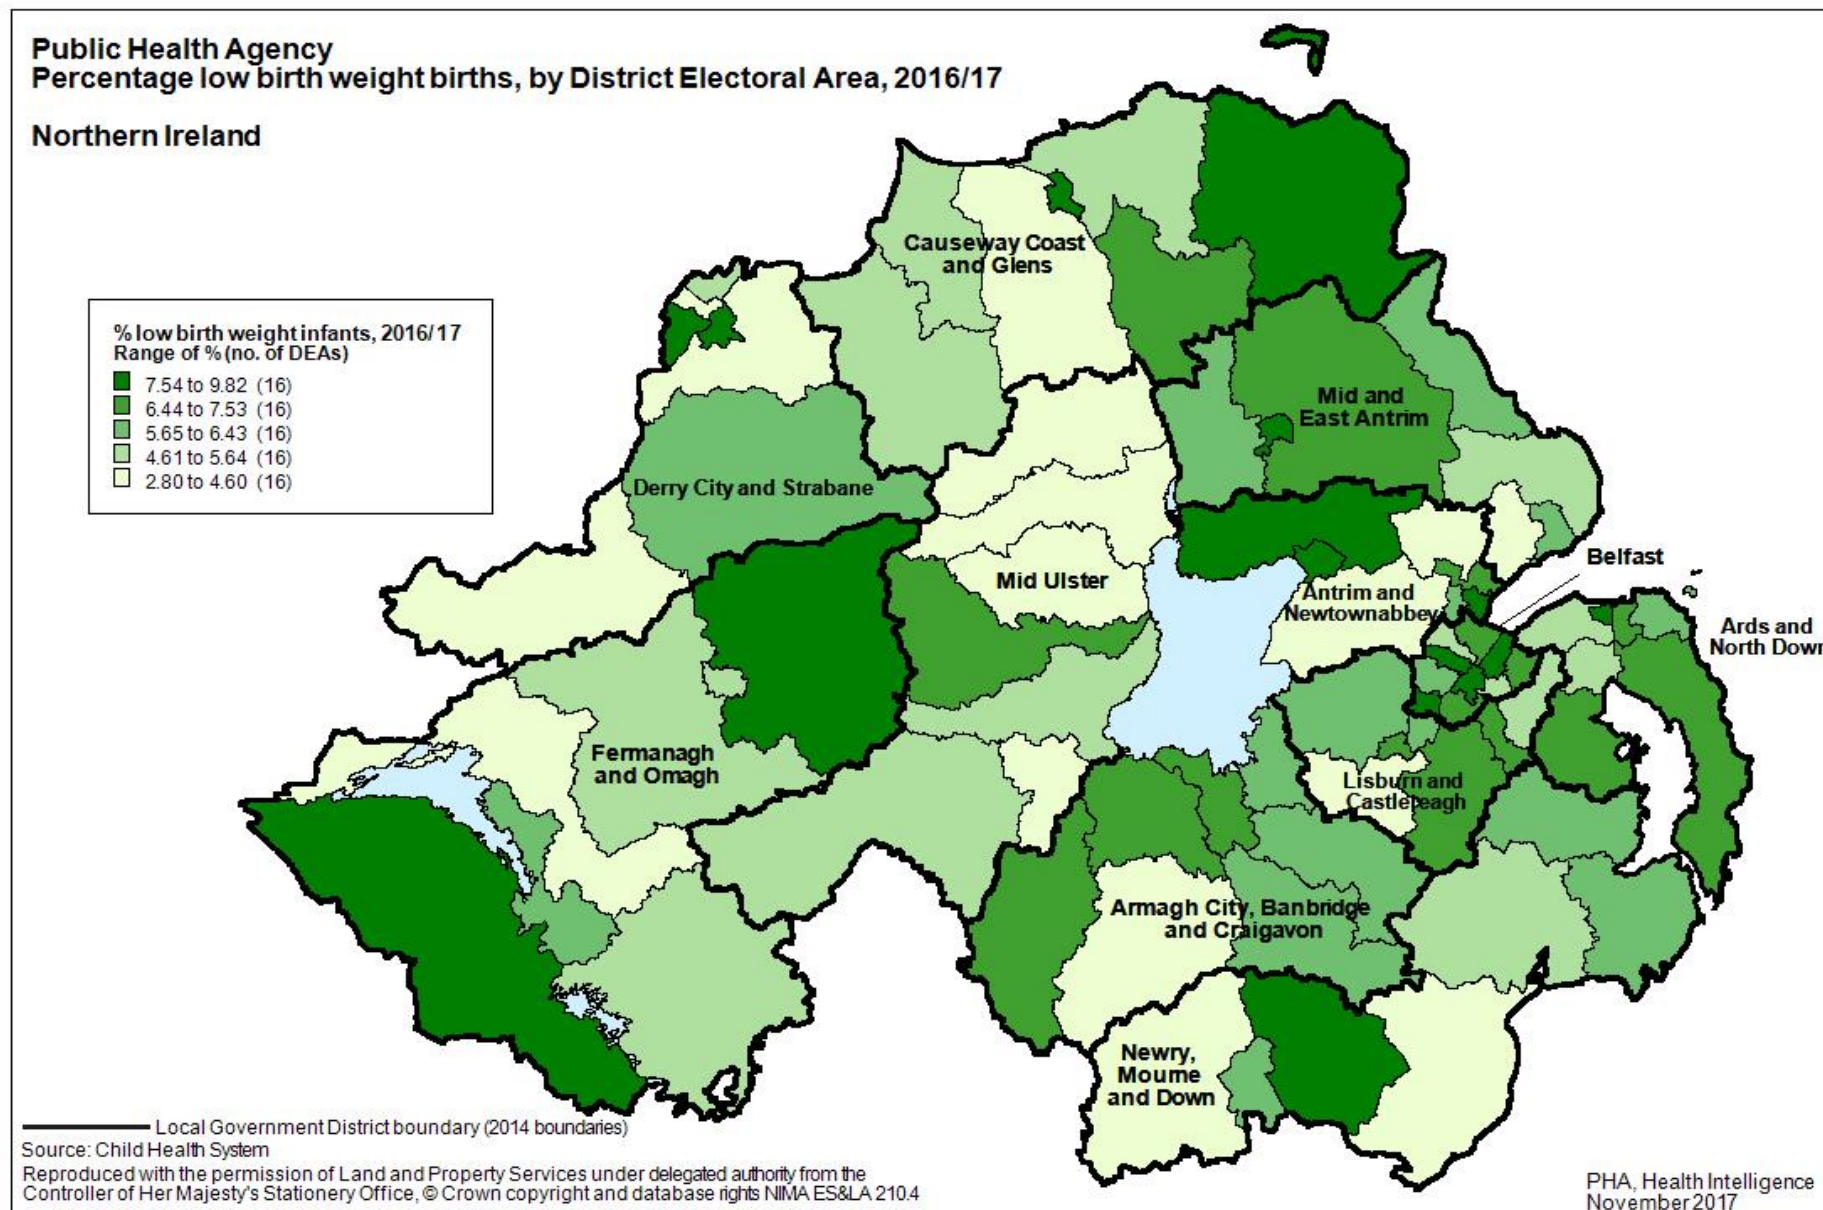 Public Health Agency
Percentage low birth weight births, by District Electoral Area, 2016/17
Northern Ireland
% low birth weight infants, 2016/17
Range of % (no. of DEAs)
7.54 to 9.82 (16)
6.44 to 7.53 (16)
5.65 to 6.43 (16)
4.61 to 5.64 (16)
2.80 to 4.60 (16)
Causeway Coast
and Glens
Mid and
East Antrim
Derry City and Strabane
Belfast
Mid Ulster
Antrim and
Newtownabbey
Ards and
North Down
Fermanagh
and Omagh
Lisburn and
Castlereagh
Armagh City, Banbridge
and Craigavon
Newry,
Mourne
and Down
Local Government District boundary (2014 boundaries)
Source: Child Health System
Reproduced with the permission of Land and Property Services under delegated authority from the
Controller of Her Majesty's Stationery Office, © Crown copyright and database rights NIMA ES&LA 210.4
PHA, Health Intelligence
November 2017